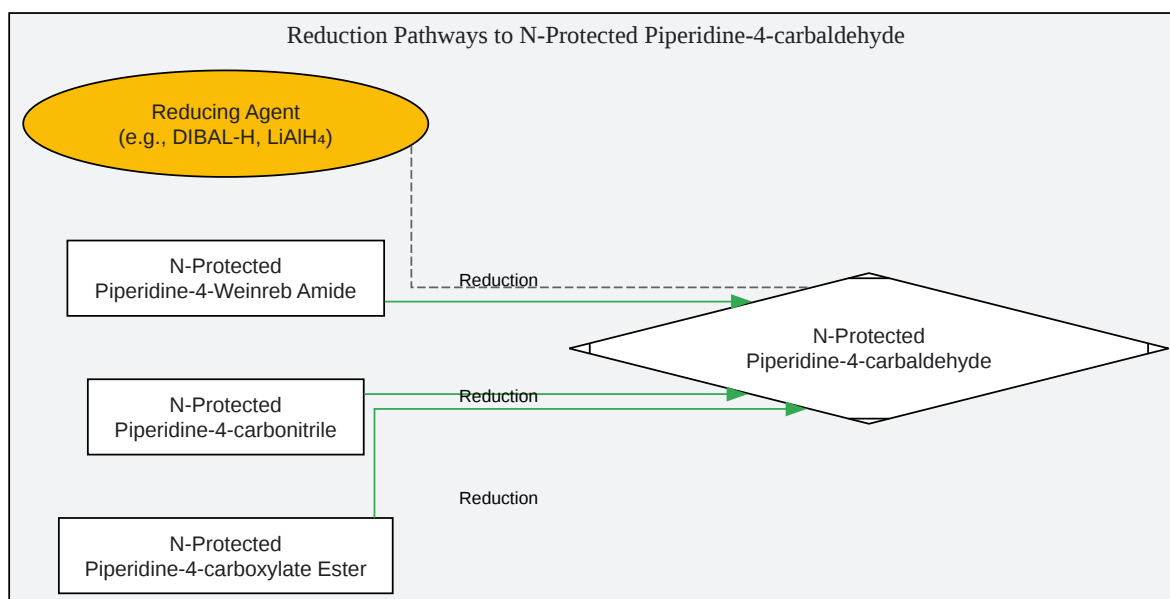 Reduction Pathways to N-Protected Piperidine-4-carbaldehyde
Reducing Agent
(e.g., DIBAL-H, LiAlH₄)
N-Protected
Piperidine-4-Weinreb Amide
Reduction
N-Protected
Piperidine-4-carbaldehyde
N-Protected
Piperidine-4-carbonitrile
Reduction
Reduction
N-Protected
Piperidine-4-carboxylate Ester